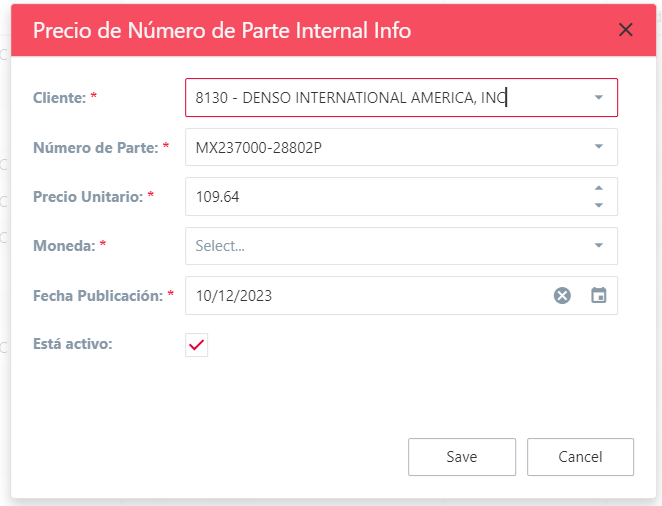 Precio de Número de Parte Internal Info
Cliente: * 8130 - DENSO INTERNATIONAL AMERICA, INC
Número de Parte: * MX237000-28802P
Precio Unitario: * 109.64
Moneda: * Select...
Fecha Publicación: * 10/12/2023
Está activo:
Save Cancel